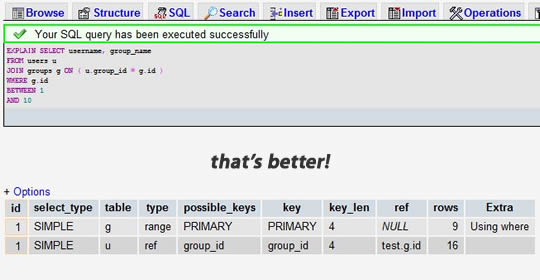 Browse Structure SQL Search Insert Export Import Operations
Your SQL query has been executed successfully
EXPLAIN SELECT username, group_name
FROM users u
JOIN groups g ON ( u.group_id = g.id )
WHERE g.id
BETWEEN 1
AND 10
that's better!
+ Options
id select_type table type possible_keys key key_len ref rows Extra
1 SIMPLE g range PRIMARY PRIMARY 4 NULL 9 Using where
1 SIMPLE u ref group_id group_id 4 test.g.id 16